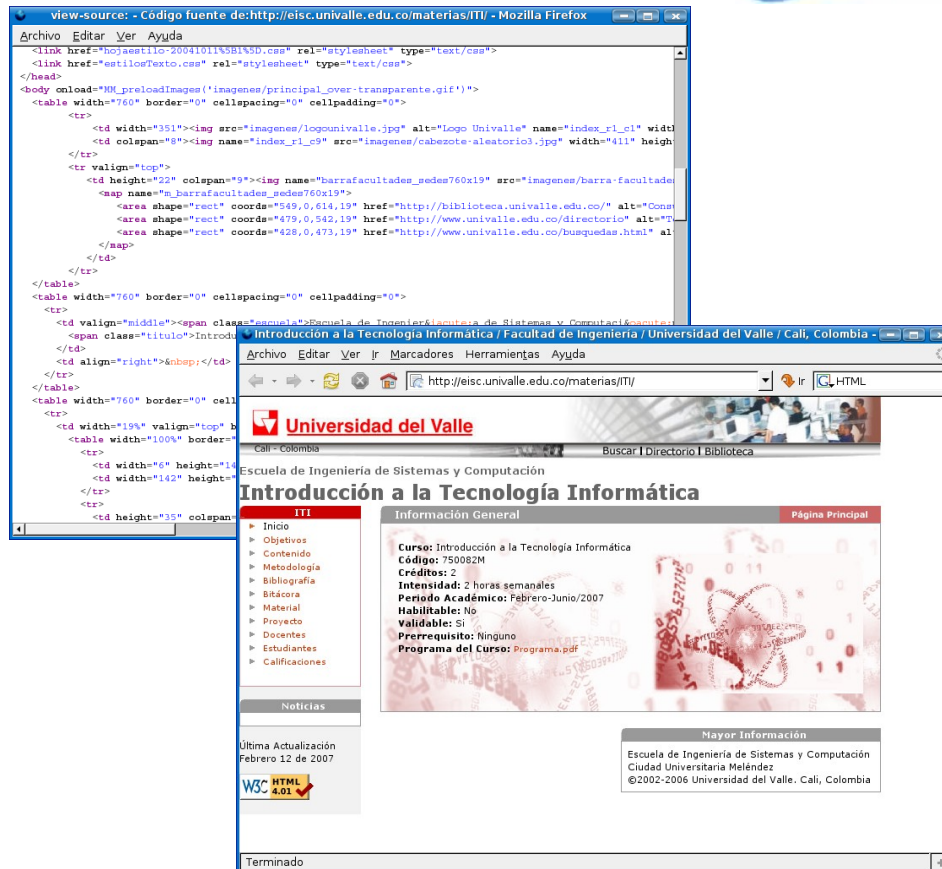 view-source: - Código fuente de:http://eisc.univalle.edu.co/materias/ITI/ - Mozilla Firefox
Archivo Editar Ver Ayuda
<link href="hojaestilo-20041011%5B1%5D.css" rel="stylesheet" type="text/css">
<link href="estilosTexto.css" rel="stylesheet" type="text/css">
</head>
<body onload="MM_preloadImages('imagenes/principal_over-transparente.gif')">
<table width="760" border="0" cellspacing="0" cellpadding="0">
<tr>
<td width="351"><img src="imagenes/logounivalle.jpg" alt="Logo Univalle" name="index_r1_c1" widt
<td colspan="8"><img name="index_r1_c9" src="imagenes/cabezote-aleatorio3.jpg" width="411" heigh
</tr>
<tr valign="top">
<td height="22" colspan="9"><img name="barrafacultades_sedes760x19" src="imagenes/barra-facultade
<map name="m_barrafacultades_sedes760x19">
<area shape="rect" coords="549,0,614,19" href="http://biblioteca.univalle.edu.co/" alt="Cons
<area shape="rect" coords="479,0,542,19" href="http://www.univalle.edu.co/directorio" alt="T
<area shape="rect" coords="428,0,473,19" href="http://www.univalle.edu.co/busquedas.html" al
</map>
</td>
</tr>
</table>
<table width="760" border="0" cellspacing="0" cellpadding="0">
<tr>
<td valign="middle"><span class="escuela">Escuela de Ingenier&iacute;a de Sistemas y Computaci&oacute;n
<span class="titulo">Introdu
</td>
<td align="right">&nbsp;</td>
</tr>
</table>
<table width="760" border="0" cell
<tr>
<td width="19%" valign="top" b
<table width="100%" border="
<tr>
<td width="6" height="14
<td width="142" height="
</tr>
<tr>
<td height="35" colspan=
Introducción a la Tecnología Informática / Facultad de Ingeniería / Universidad del Valle / Cali, Colombia -
Archivo Editar Ver Ir Marcadores Herramientas Ayuda
http://eisc.univalle.edu.co/materias/ITI/ Ir G HTML
Universidad del Valle
Cali - Colombia Buscar | Directorio | Biblioteca
Escuela de Ingeniería de Sistemas y Computación
Introducción a la Tecnología Informática
ITI
Inicio
Objetivos
Contenido
Metodología
Bibliografía
Bitácora
Material
Proyecto
Docentes
Estudiantes
Calificaciones
Noticias
Última Actualización
Febrero 12 de 2007
W3C HTML 4.01
Información General Página Principal
Curso: Introducción a la Tecnología Informática
Código: 750082M
Créditos: 2
Intensidad: 2 horas semanales
Periodo Académico: Febrero-Junio/2007
Habilitable: No
Validable: Si
Prerrequisito: Ninguno
Programa del Curso: Programa.pdf
Mayor Información
Escuela de Ingeniería de Sistemas y Computación
Ciudad Universitaria Meléndez
©2002-2006 Universidad del Valle. Cali, Colombia
Terminado